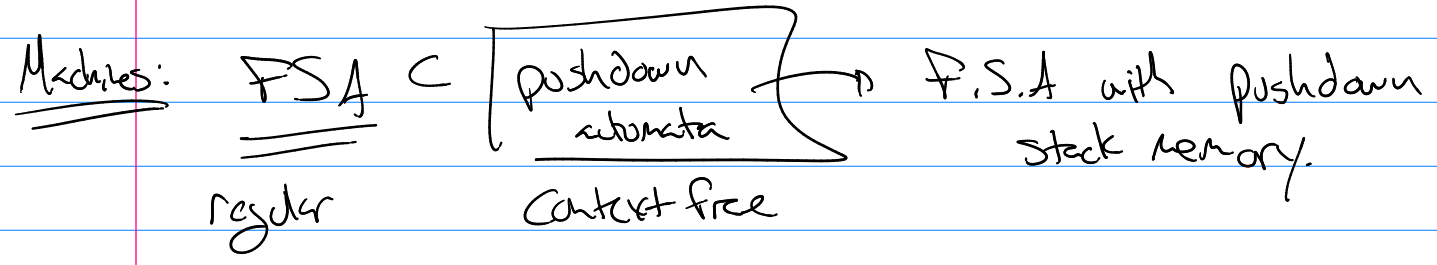 Machines: FSA ⊂ pushdown automata → F.S.A with pushdown stack memory.
regular Context free